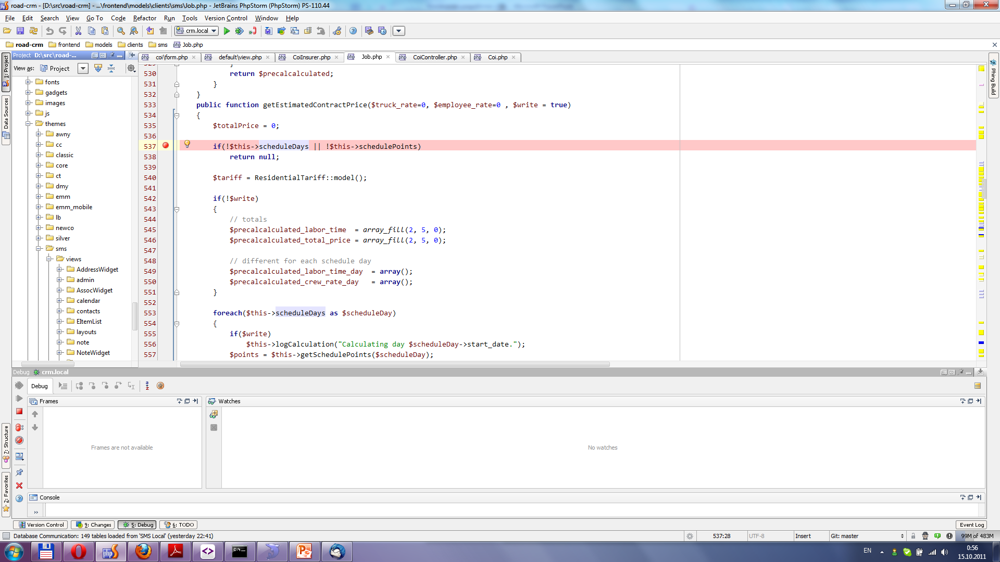 road-crm - [D:\src\road-crm] - ...\frontend\models\clients\sms\Job.php - JetBrains PhpStorm (PhpStorm) PS-110.44
File Edit Search View Go To Code Refactor Run Tools Version Control Window Help
crm.local
road-crm frontend models clients sms Job.php
Project D:\src\road-...
coi\form.php default\view.php CoiInsurer.php Job.php CoiController.php Coi.php
View as: Project
1: Project
Data Sources
Phing Build
fonts
gadgets
images
js
themes
awny
cc
classic
core
ct
dmy
emm
emm_mobile
lb
newco
silver
sms
views
AddressWidget
admin
AssocWidget
calendar
contacts
EItemList
layouts
note
NoteWidget
529 }
530 return $precalcalculated;
531 }
532 }
533 public function getEstimatedContractPrice($truck_rate=0, $employee_rate=0 , $write = true)
534 {
535 $totalPrice = 0;
536
537 if(!$this->scheduleDays || !$this->schedulePoints)
538 return null;
539
540 $tariff = ResidentialTariff::model();
541
542 if(!$write)
543 {
544 // totals
545 $precalcalculated_labor_time = array_fill(2, 5, 0);
546 $precalcalculated_total_price = array_fill(2, 5, 0);
547
548 // different for each schedule day
549 $precalcalculated_labor_time_day = array();
550 $precalcalculated_crew_rate_day = array();
551 }
552
553 foreach($this->scheduleDays as $scheduleDay)
554 {
555 if($write)
556 $this->logCalculation("Calculating day $scheduleDay->start_date.");
557 $points = $this->getSchedulePoints($scheduleDay);
Debug crm.local
Debug
Frames
Watches
Frames are not available
No watches
Z: Structure
2: Favorites
Console
»
Version Control 9: Changes 5: Debug 6: TODO Event Log
Database Communication: 149 tables loaded from 'SMS Local' (yesterday 22:41) 537:28 UTF-8 Insert Git: master 99M of 483M
EN 0:56
15.10.2011